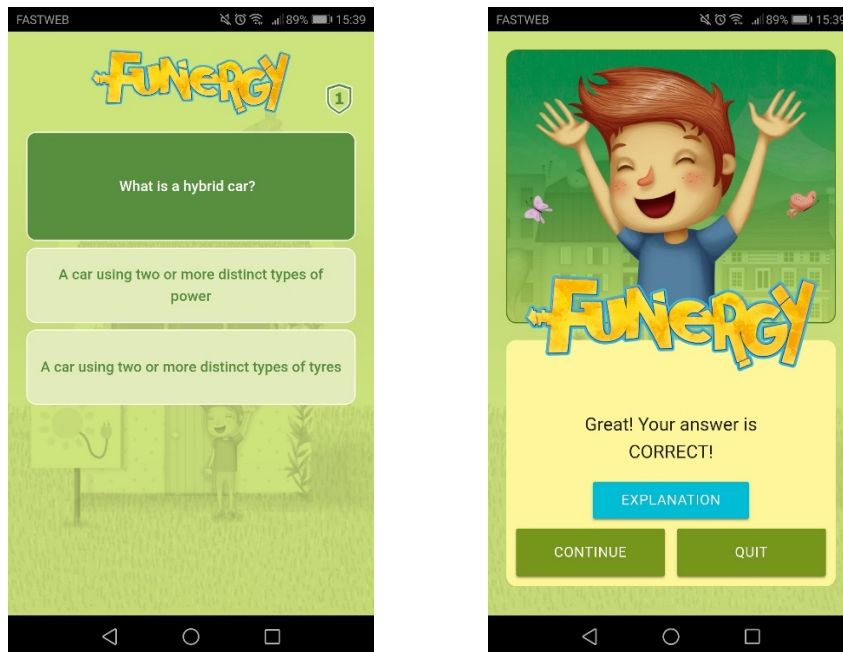 FASTWEB 89% 15:39
FUNERGY
1
What is a hybrid car?
A car using two or more distinct types of
power
A car using two or more distinct types of tyres
FASTWEB 89% 15:39
FUNERGY
Great! Your answer is
CORRECT!
EXPLANATION
CONTINUE QUIT